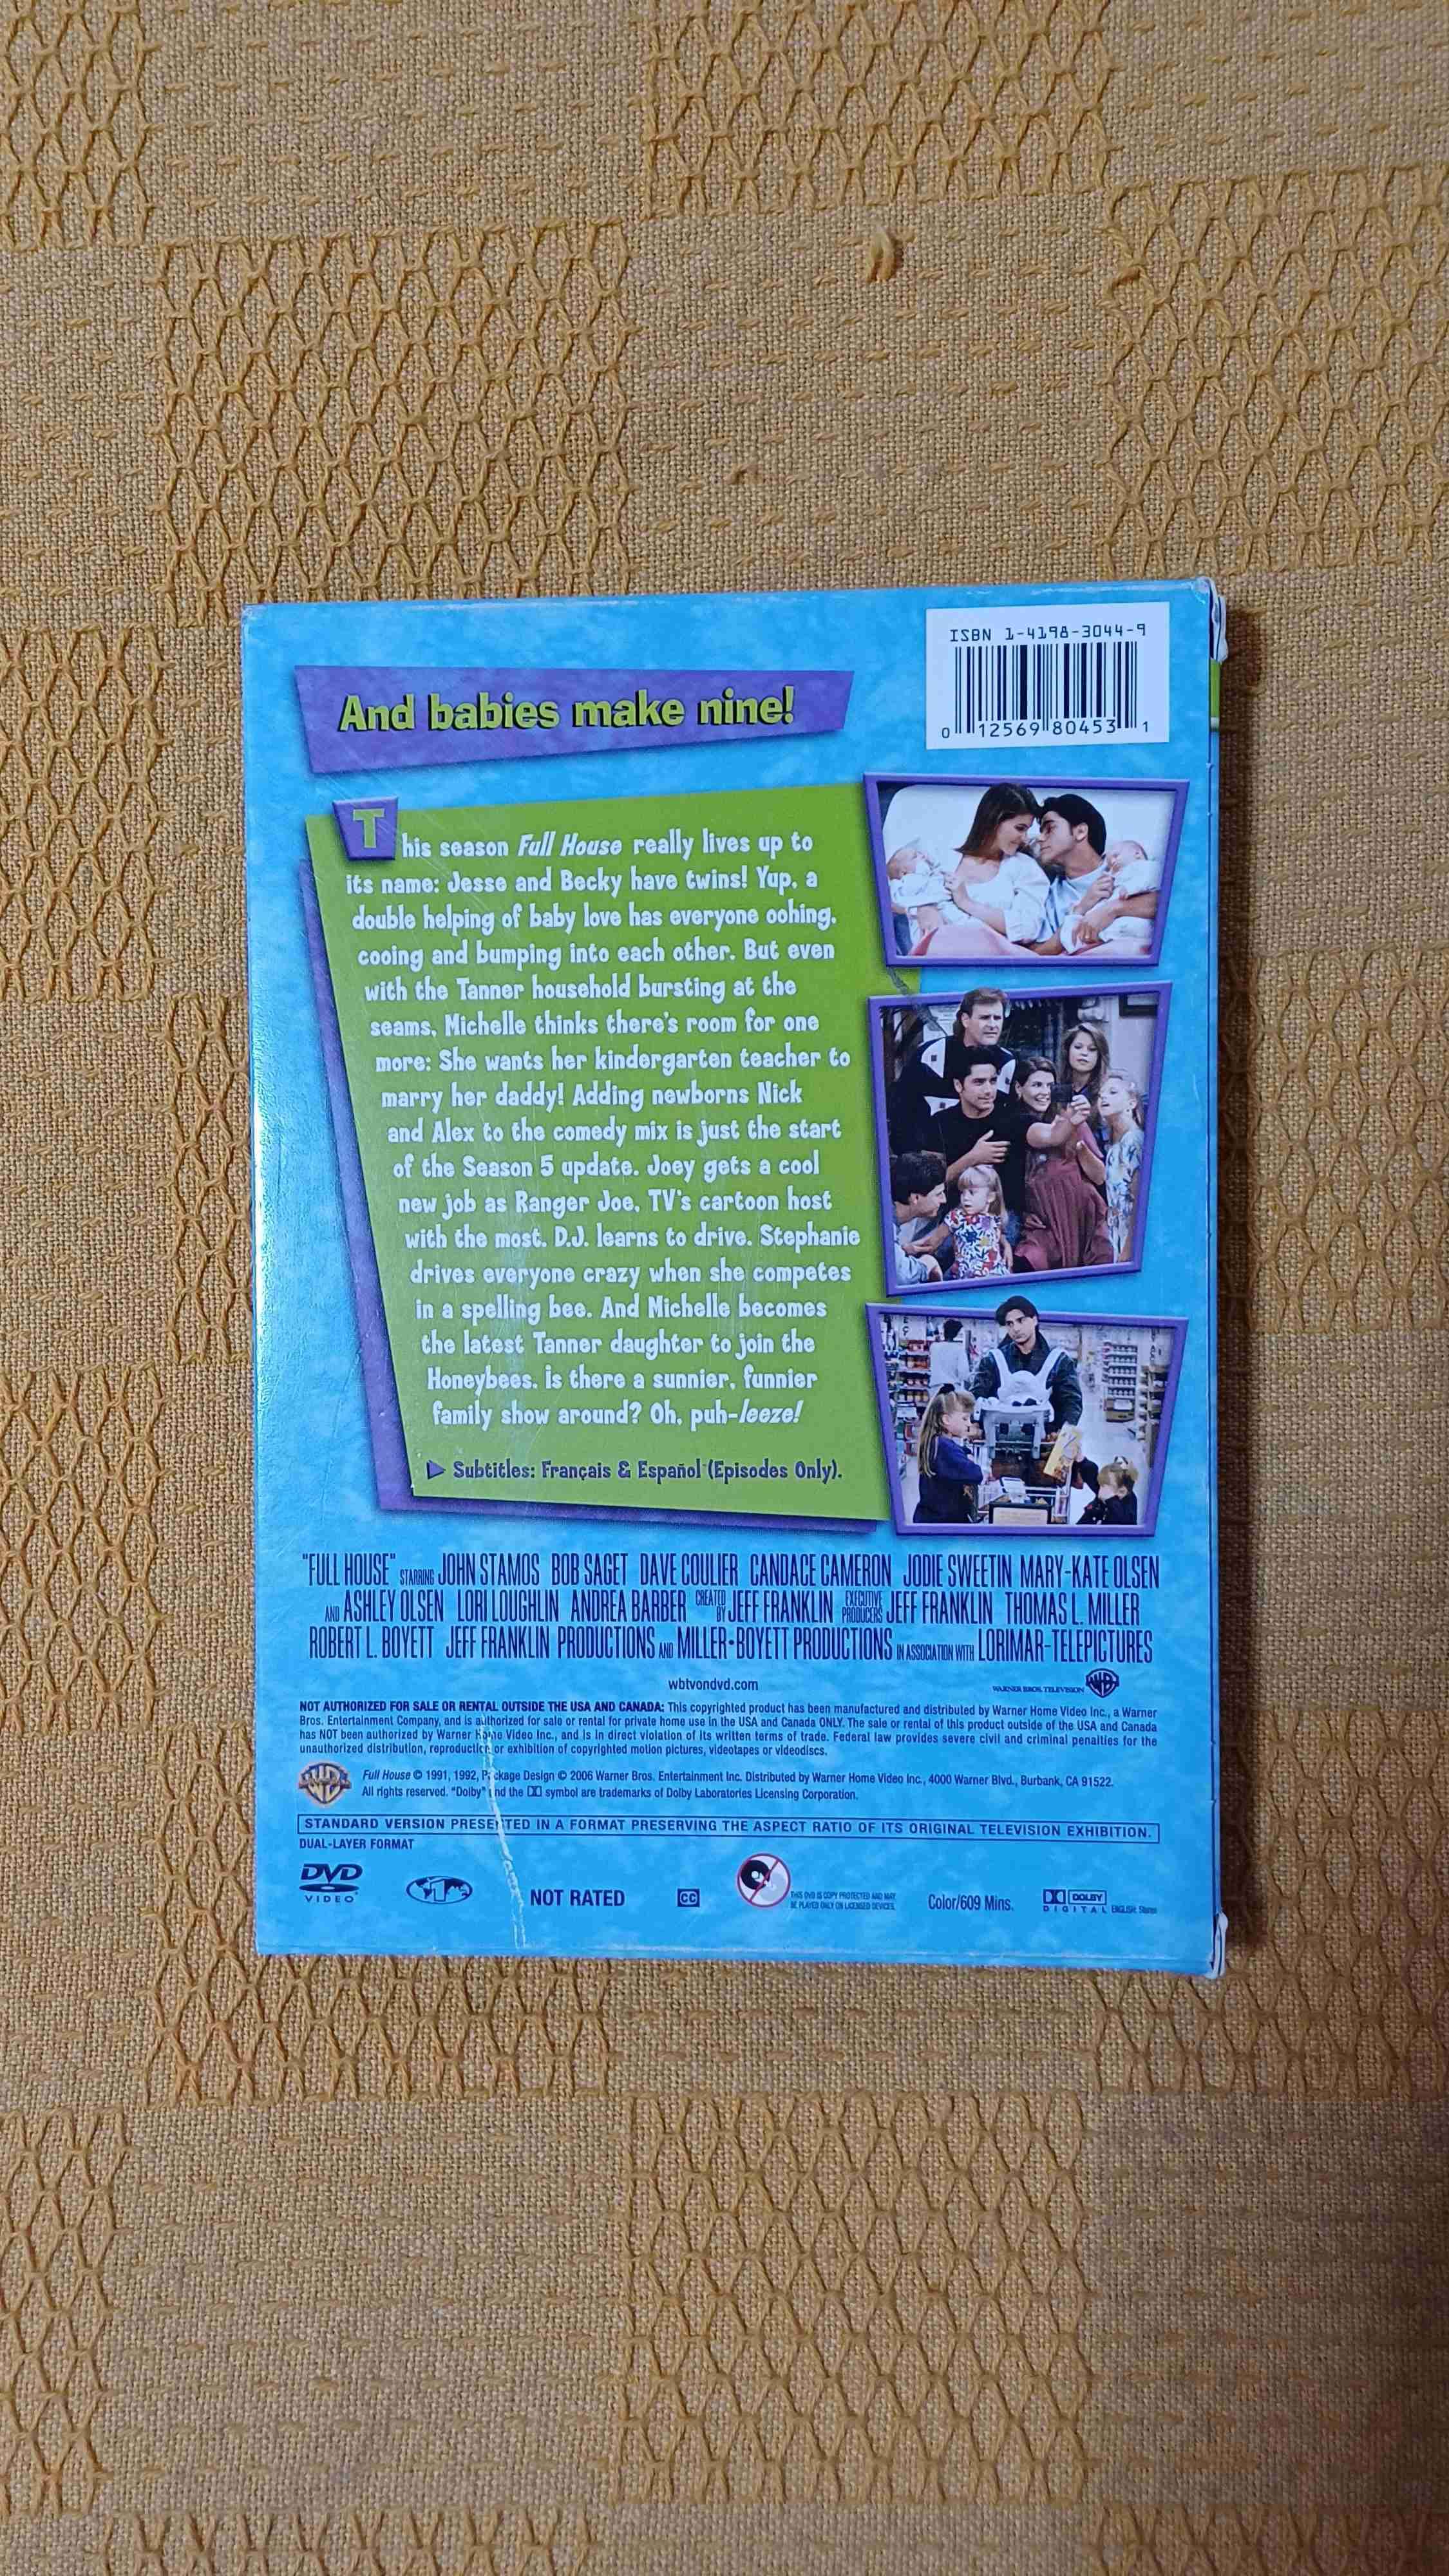 ISBN 1-4198-3044-9
0 12569 80453 1
And babies make nine!
This season Full House really lives up to
its name: Jesse and Becky have twins! Yup, a
double helping of baby love has everyone oohing,
cooing and bumping into each other. But even
with the Tanner household bursting at the
seams, Michelle thinks there's room for one
more: She wants her kindergarten teacher to
marry her daddy! Adding newborns Nick
and Alex to the comedy mix is just the start
of the Season 5 update. Joey gets a cool
new job as Ranger Joe, TV's cartoon host
with the most. D.J. learns to drive. Stephanie
drives everyone crazy when she competes
in a spelling bee. And Michelle becomes
the latest Tanner daughter to join the
Honeybees. is there a sunnier, funnier
family show around? Oh, puh-leeze!
Subtitles: Français & Español (Episodes Only).
"FULL HOUSE" STARRING JOHN STAMOS BOB SAGET DAVE COULIER CANDACE CAMERON JODIE SWEETIN MARY-KATE OLSEN
AND ASHLEY OLSEN LORI LOUGHLIN ANDREA BARBER CREATED BY JEFF FRANKLIN EXECUTIVE PRODUCERS JEFF FRANKLIN THOMAS L. MILLER
ROBERT L. BOYETT JEFF FRANKLIN PRODUCTIONS AND MILLER•BOYETT PRODUCTIONS IN ASSOCIATION WITH LORIMAR-TELEPICTURES
wbtvondvd.com
WARNER BROS. TELEVISION WB
NOT AUTHORIZED FOR SALE OR RENTAL OUTSIDE THE USA AND CANADA: This copyrighted product has been manufactured and distributed by Warner Home Video Inc., a Warner
Bros. Entertainment Company, and is authorized for sale or rental for private home use in the USA and Canada ONLY. The sale or rental of this product outside of the USA and Canada
has NOT been authorized by Warner Home Video Inc., and is in direct violation of its written terms of trade. Federal law provides severe civil and criminal penalties for the
unauthorized distribution, reproduction or exhibition of copyrighted motion pictures, videotapes or videodiscs.
Full House © 1991, 1992, Package Design © 2006 Warner Bros. Entertainment Inc. Distributed by Warner Home Video Inc., 4000 Warner Blvd., Burbank, CA 91522.
All rights reserved. "Dolby" and the symbol are trademarks of Dolby Laboratories Licensing Corporation.
STANDARD VERSION PRESENTED IN A FORMAT PRESERVING THE ASPECT RATIO OF ITS ORIGINAL TELEVISION EXHIBITION.
DUAL-LAYER FORMAT
DVD VIDEO
1
NOT RATED
CC
THIS DVD IS COPY PROTECTED AND MAY
BE PLAYED ONLY ON LICENSED DEVICES.
Color/609 Mins.
DOLBY
DIGITAL ENGLISH: Stereo